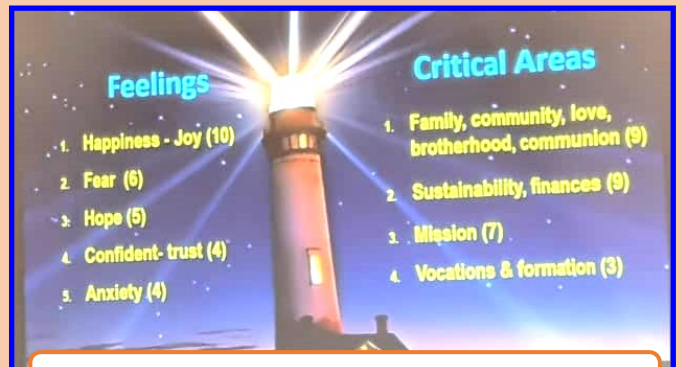 Feelings
1. Happiness - Joy (10)
2. Fear (6)
3. Hope (5)
4. Confident- trust (4)
5. Anxiety (4)
Critical Areas
1. Family, community, love,
brotherhood, communion (9)
2. Sustainability, finances (9)
3. Mission (7)
4. Vocations & formation (3)